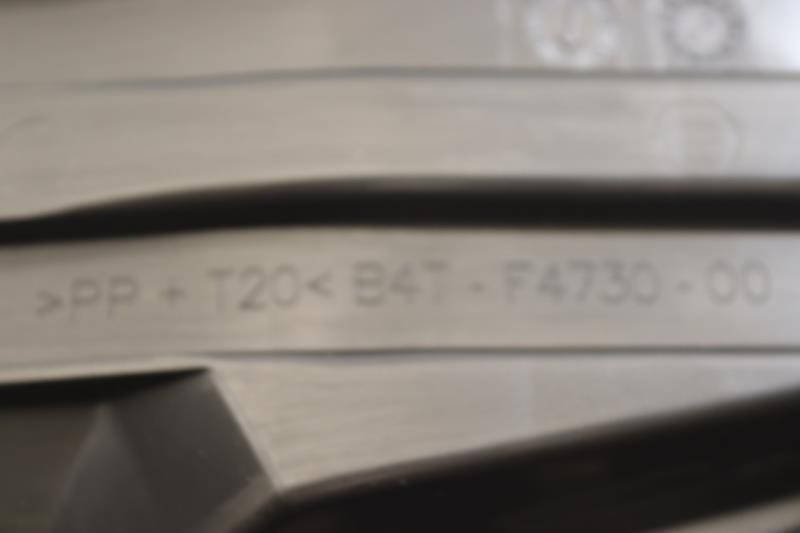 >PP + T20< B4T - F4730 - 00